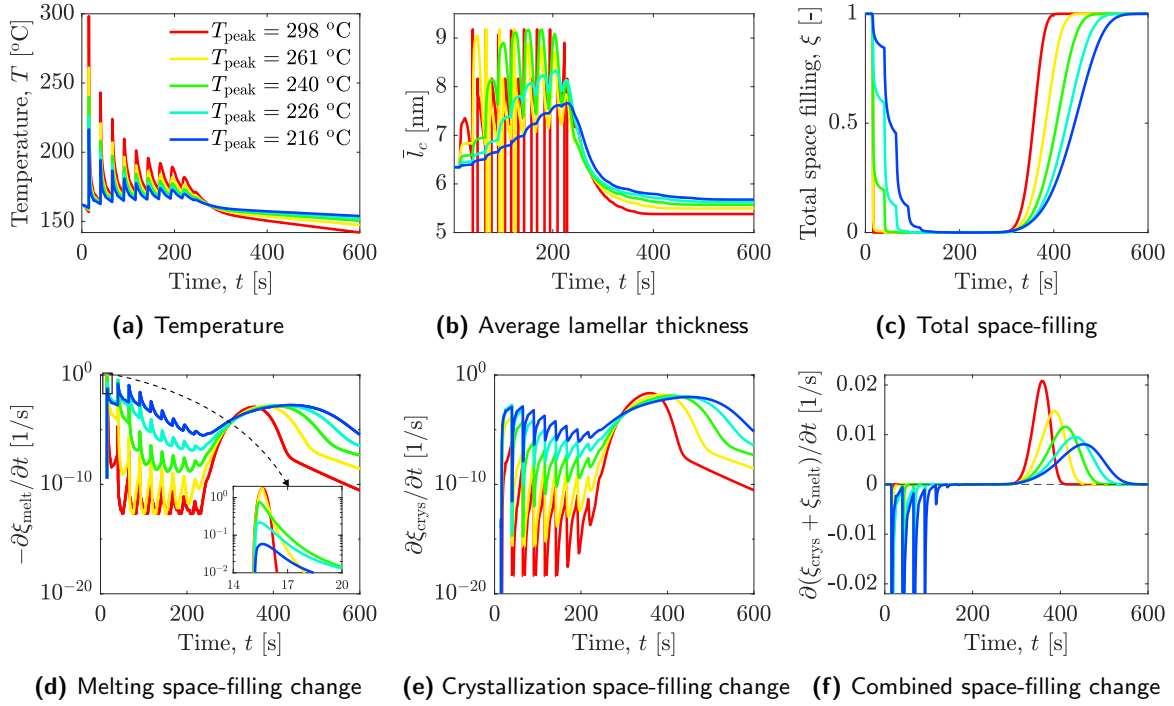 Temperature, T [°C]
300
250
200
150
0
200
400
600
Time, t [s]
T_peak = 298 °C
T_peak = 261 °C
T_peak = 240 °C
T_peak = 226 °C
T_peak = 216 °C
(a) Temperature
l̄_c [nm]
9
8
7
6
5
0
200
400
600
Time, t [s]
(b) Average lamellar thickness
Total space filling, ξ [-]
1
0.5
0
0
200
400
600
Time, t [s]
(c) Total space-filling
−∂ξ_melt/∂t [1/s]
10^0
10^−10
10^−20
0
200
400
600
Time, t [s]
10^0
10^−1
10^−2
14
17
20
(d) Melting space-filling change
∂ξ_crys/∂t [1/s]
10^0
10^−10
10^−20
0
200
400
600
Time, t [s]
(e) Crystallization space-filling change
∂(ξ_crys + ξ_melt)/∂t [1/s]
0.02
0.01
0
-0.01
-0.02
0
200
400
600
Time, t [s]
(f) Combined space-filling change